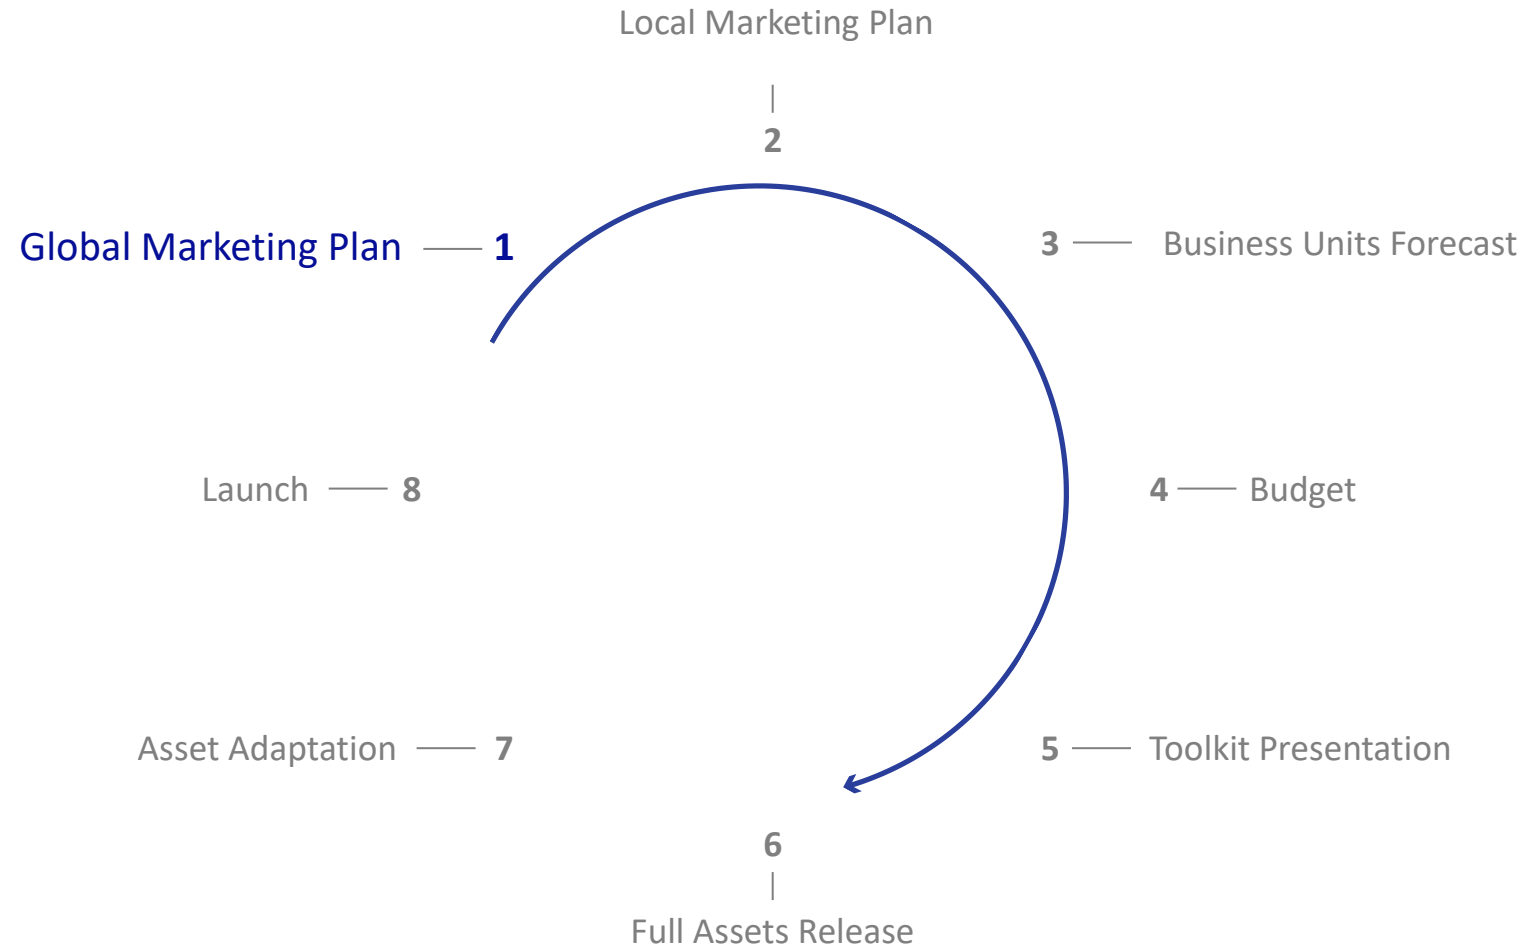 Global Marketing Plan 1
Local Marketing Plan
2
3 Business Units Forecast
4 Budget
5 Toolkit Presentation
6
Full Assets Release
Asset Adaptation 7
Launch 8